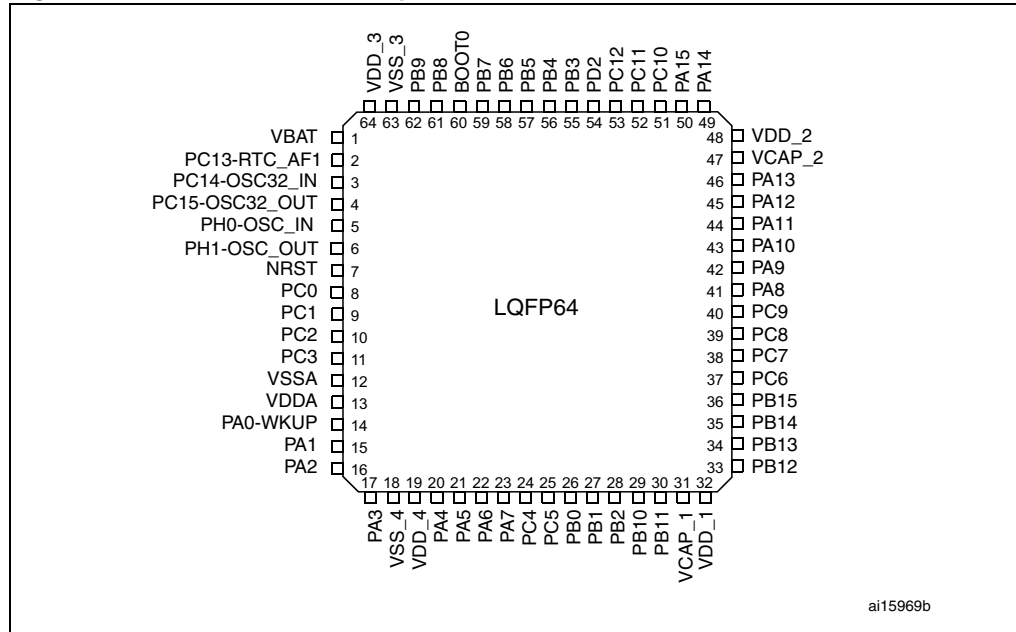 VDD_3
VSS_3
PB9
PB8
BOOT0
PB7
PB6
PB5
PB4
PB3
PD2
PC12
PC11
PC10
PA15
PA14
64 63 62 61 60 59 58 57 56 55 54 53 52 51 50 49
VBAT 1 48 VDD_2
PC13-RTC_AF1 2 47 VCAP_2
PC14-OSC32_IN 3 46 PA13
PC15-OSC32_OUT 4 45 PA12
PH0-OSC_IN 5 44 PA11
PH1-OSC_OUT 6 43 PA10
NRST 7 42 PA9
PC0 8 41 PA8
PC1 9 LQFP64 40 PC9
PC2 10 39 PC8
PC3 11 38 PC7
VSSA 12 37 PC6
VDDA 13 36 PB15
PA0-WKUP 14 35 PB14
PA1 15 34 PB13
PA2 16 33 PB12
17 18 19 20 21 22 23 24 25 26 27 28 29 30 31 32
PA3
VSS_4
VDD_4
PA4
PA5
PA6
PA7
PC4
PC5
PB0
PB1
PB2
PB10
PB11
VCAP_1
VDD_1
ai15969b